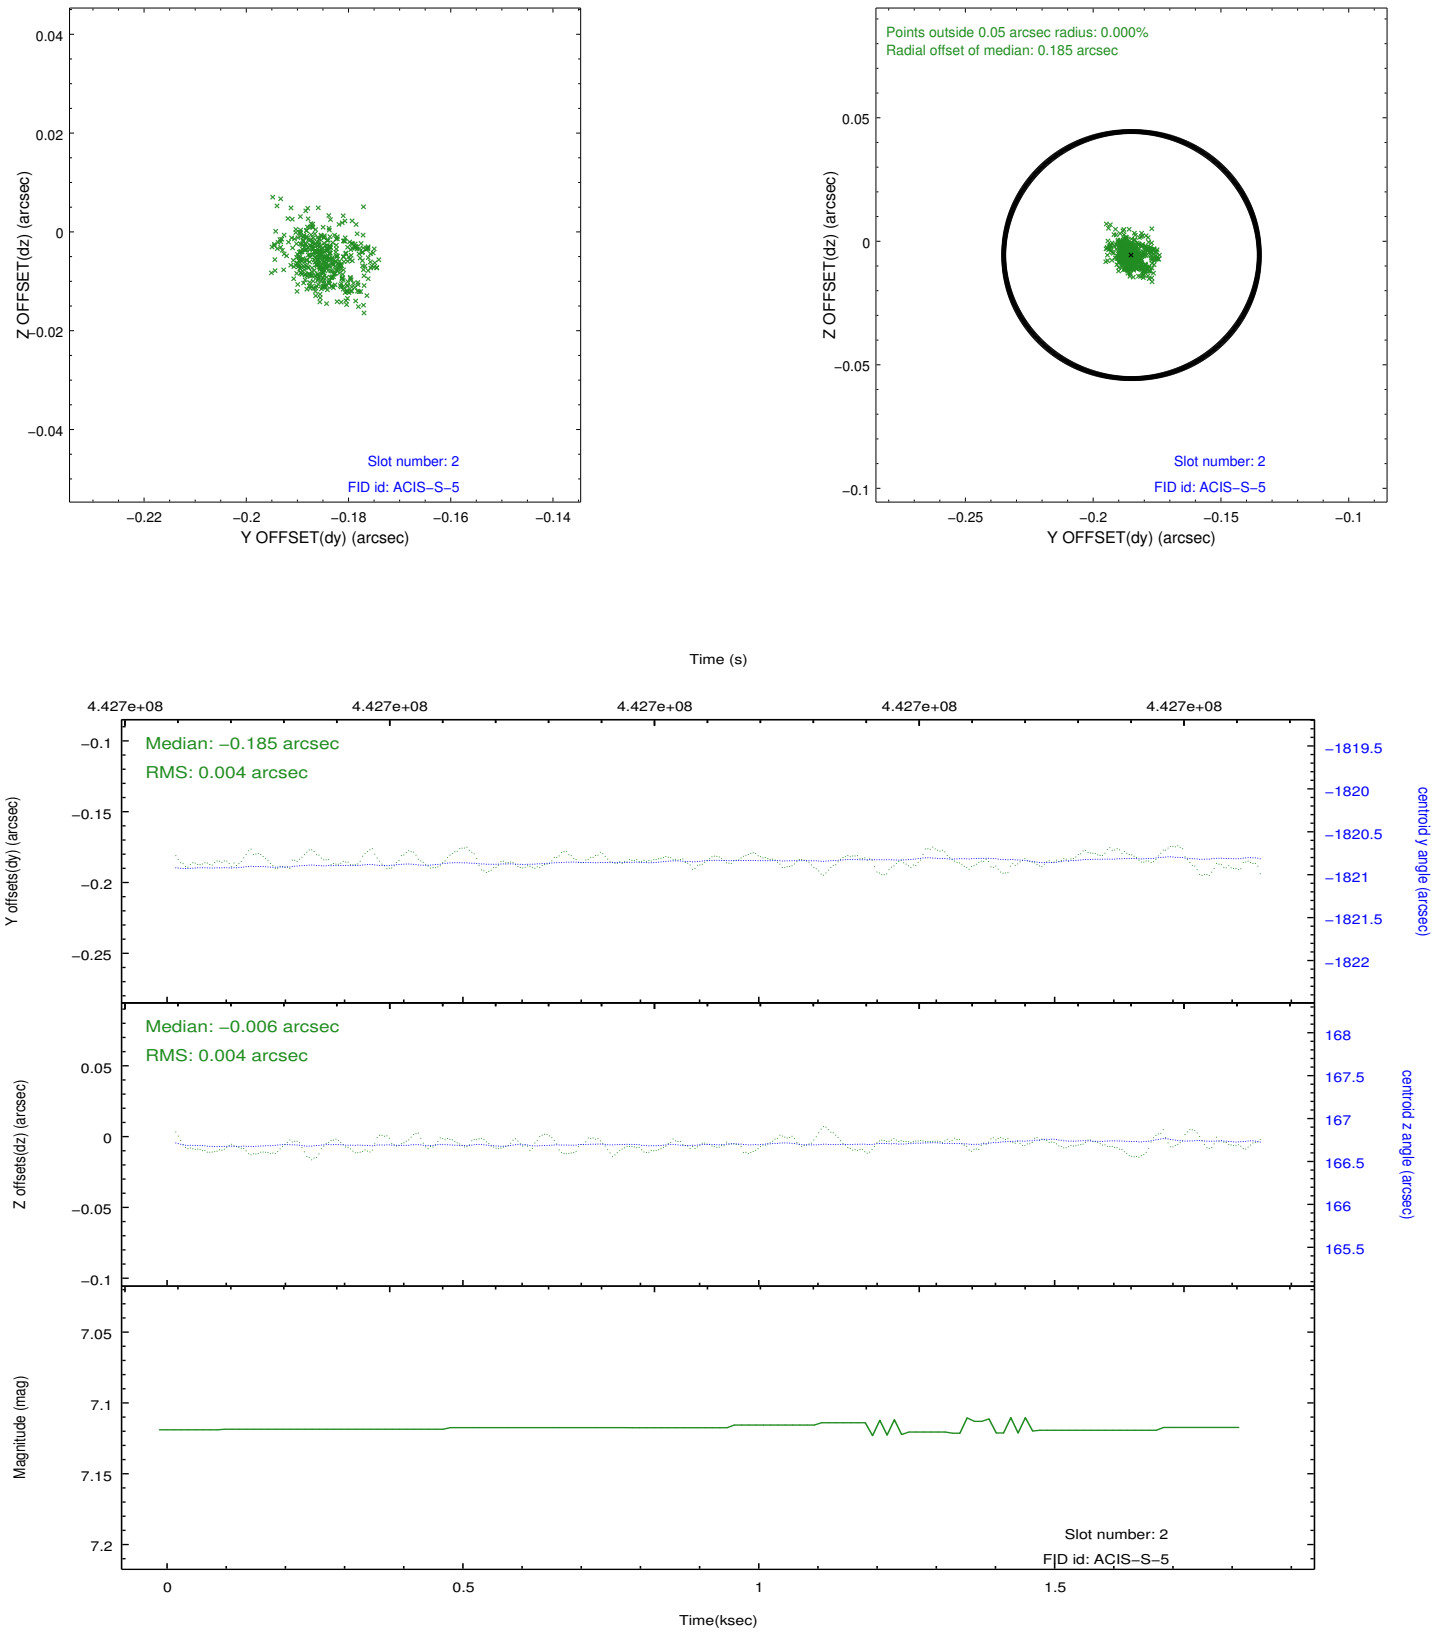 0.04
0.02
0
−0.02
−0.04
Z OFFSET(dz) (arcsec)
Slot number: 2
FID id: ACIS−S−5
−0.22
−0.2
−0.18
−0.16
−0.14
Y OFFSET(dy) (arcsec)
Points outside 0.05 arcsec radius: 0.000%
Radial offset of median: 0.185 arcsec
0.05
0
−0.05
−0.1
Z OFFSET(dz) (arcsec)
Slot number: 2
FID id: ACIS−S−5
−0.25
−0.2
−0.15
−0.1
Y OFFSET(dy) (arcsec)
Time (s)
4.427e+08
4.427e+08
4.427e+08
4.427e+08
4.427e+08
Median: −0.185 arcsec
RMS: 0.004 arcsec
−0.1
−0.15
−0.2
−0.25
Y offsets(dy) (arcsec)
−1819.5
−1820
−1820.5
−1821
−1821.5
−1822
centroid y angle (arcsec)
Median: −0.006 arcsec
RMS: 0.004 arcsec
0.05
0
−0.05
−0.1
Z offsets(dz) (arcsec)
168
167.5
167
166.5
166
165.5
centroid z angle (arcsec)
7.05
7.1
7.15
7.2
Magnitude (mag)
Slot number: 2
FID id: ACIS−S−5
0
0.5
1
1.5
Time(ksec)